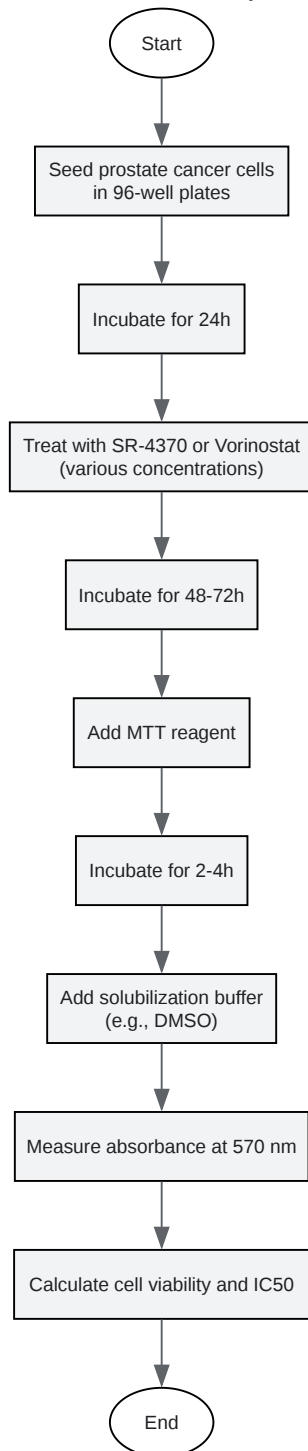 Start
Seed prostate cancer cells
in 96-well plates
Incubate for 24h
Treat with SR-4370 or Vorinostat
(various concentrations)
Incubate for 48-72h
Add MTT reagent
Incubate for 2-4h
Add solubilization buffer
(e.g., DMSO)
Measure absorbance at 570 nm
Calculate cell viability and IC50
End